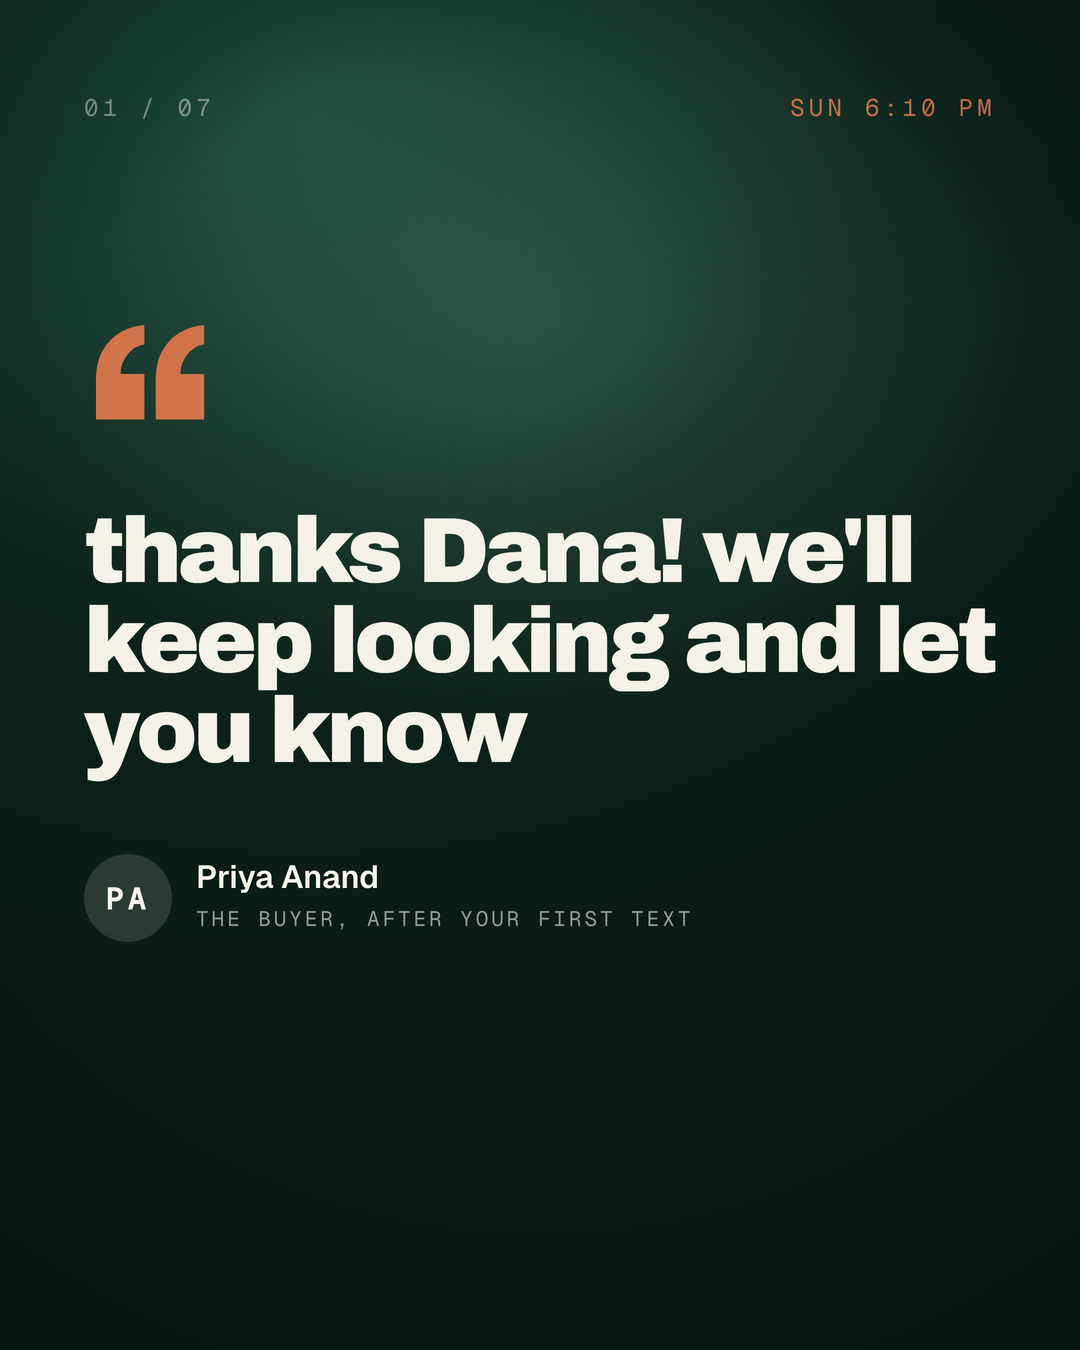 01 / 07
SUN 6:10 PM
“
thanks Dana! we'll
keep looking and let
you know
PA
Priya Anand
THE BUYER, AFTER YOUR FIRST TEXT